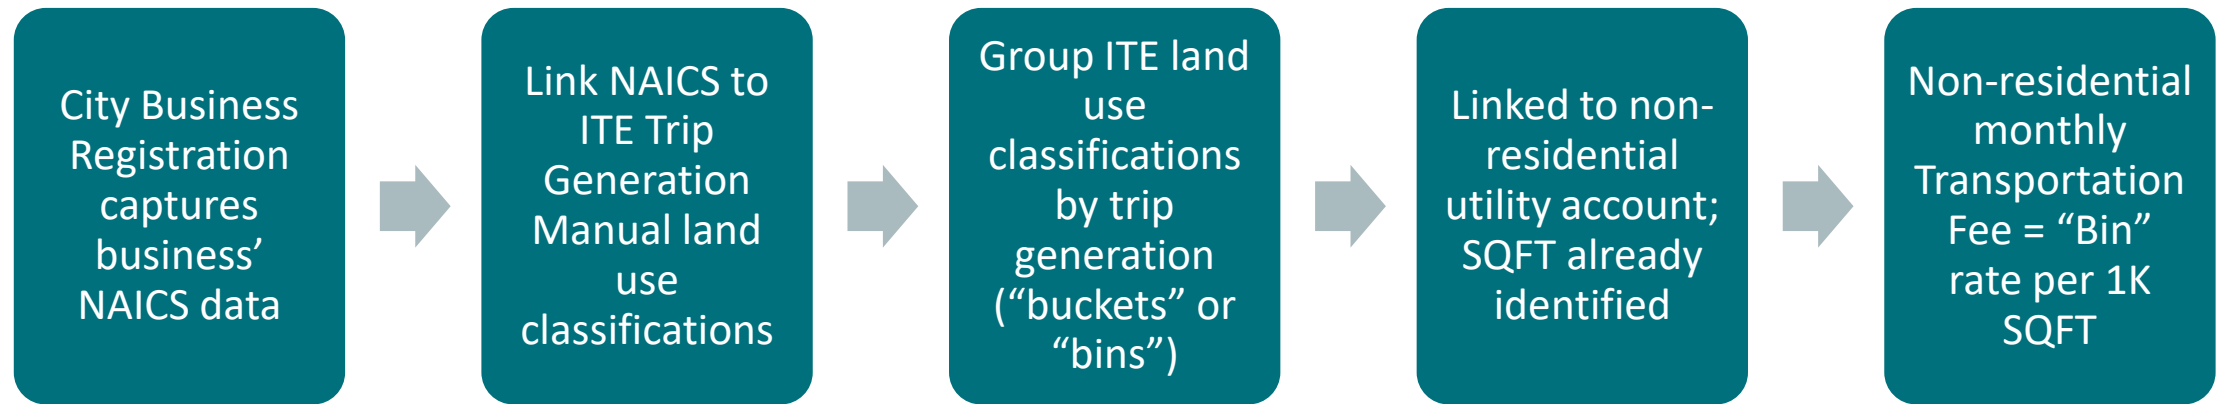 City Business
Registration
captures
business’
NAICS data
Link NAICS to
ITE Trip
Generation
Manual land
use
classifications
Group ITE land
use
classifications
by trip
generation
(“buckets” or
“bins”)
Linked to non-
residential
utility account;
SQFT already
identified
Non-residential
monthly
Transportation
Fee = “Bin”
rate per 1K
SQFT